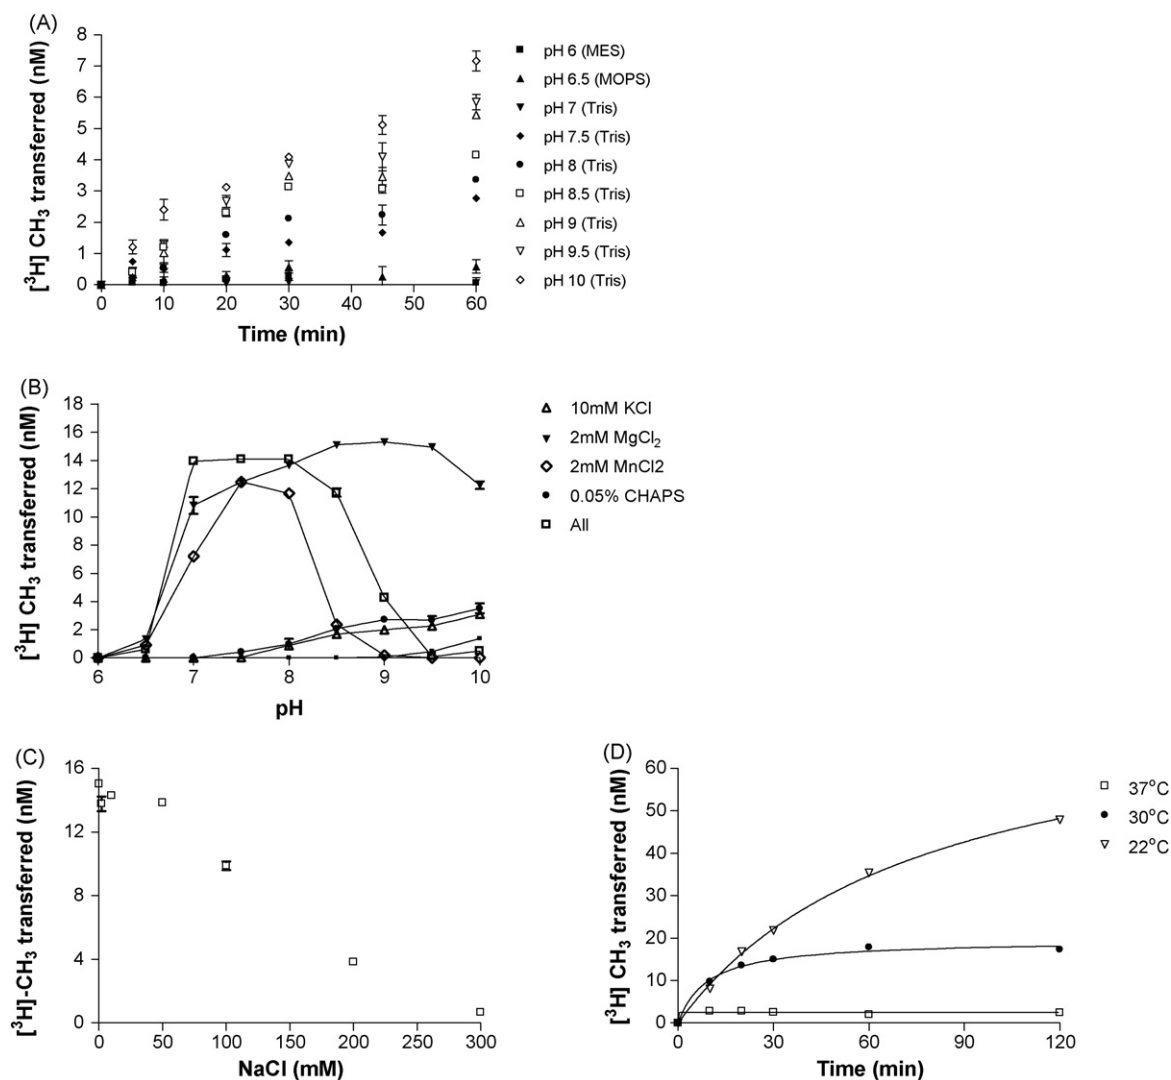 (A)
[³H] CH₃ transferred (nM)
8
7
6
5
4
3
2
1
0
0 10 20 30 40 50 60
Time (min)
pH 6 (MES)
pH 6.5 (MOPS)
pH 7 (Tris)
pH 7.5 (Tris)
pH 8 (Tris)
pH 8.5 (Tris)
pH 9 (Tris)
pH 9.5 (Tris)
pH 10 (Tris)
(B)
[³H] CH₃ transferred (nM)
18
16
14
12
10
8
6
4
2
0
6 7 8 9 10
pH
10mM KCl
2mM MgCl₂
2mM MnCl2
0.05% CHAPS
All
(C)
[³H]-CH₃ transferred (nM)
16
12
8
4
0
0 50 100 150 200 250 300
NaCl (mM)
(D)
[³H] CH₃ transferred (nM)
60
50
40
30
20
10
0
0 30 60 90 120
Time (min)
37°C
30°C
22°C